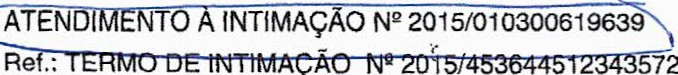 ATENDIMENTO À INTIMAÇÃO Nº 2015/010300619639
Ref.: TERMO DE INTIMAÇÃO Nº 2015/453644512343572